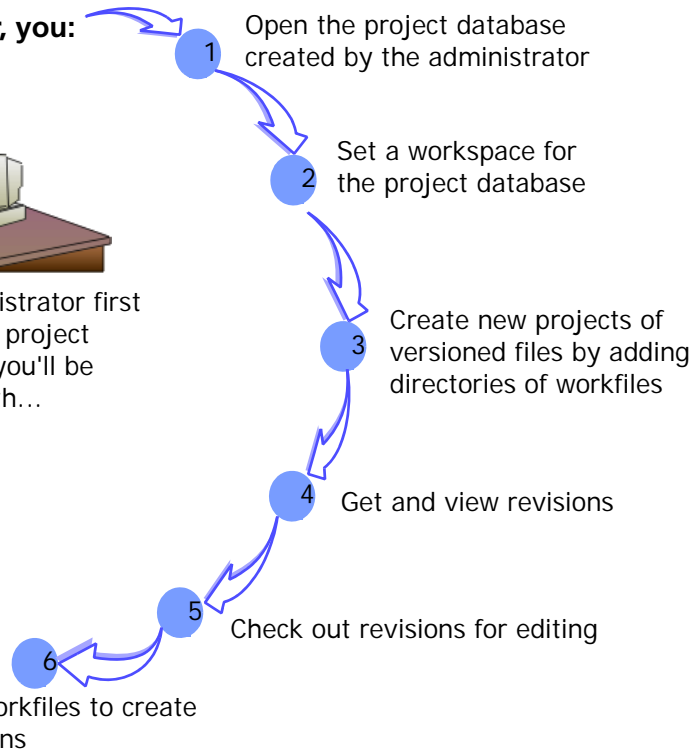 , you:
1
Open the project database
created by the administrator
2
Set a workspace for
the project database
istrator first
project
you'll be
h…
3
Create new projects of
versioned files by adding
directories of workfiles
4
Get and view revisions
5
Check out revisions for editing
6
orkfiles to create
ns